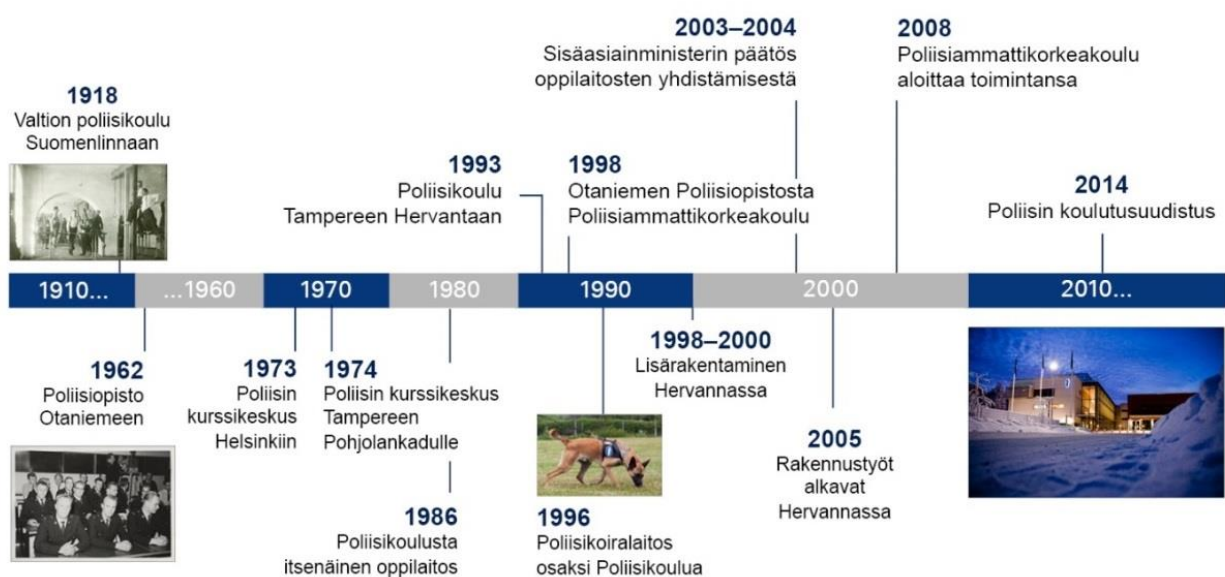 2003–2004
Sisäasiainministerin päätös
oppilaitosten yhdistämisestä
2008
Poliisiammattikorkeakoulu
aloittaa toimintansa
1918
Valtion poliisikoulu
Suomenlinnaan
1993
Poliisikoulu
Tampereen Hervantaan
1998
Otaniemen Poliisiopistosta
Poliisiammattikorkeakoulu
2014
Poliisin koulutusuudistus
1910...
...1960
1970
1980
1990
2000
2010...
1962
Poliisiopisto
Otaniemeen
1973
Poliisin
kurssikeskus
Helsinkiin
1974
Poliisin kurssikeskus
Tampereen
Pohjolankadulle
1998–2000
Lisärakentaminen
Hervannassa
2005
Rakennustyöt
alkavat
Hervannassa
1986
Poliisikoulusta
itsenäinen oppilaitos
1996
Poliisikoiralaitos
osaksi Poliisikoulua